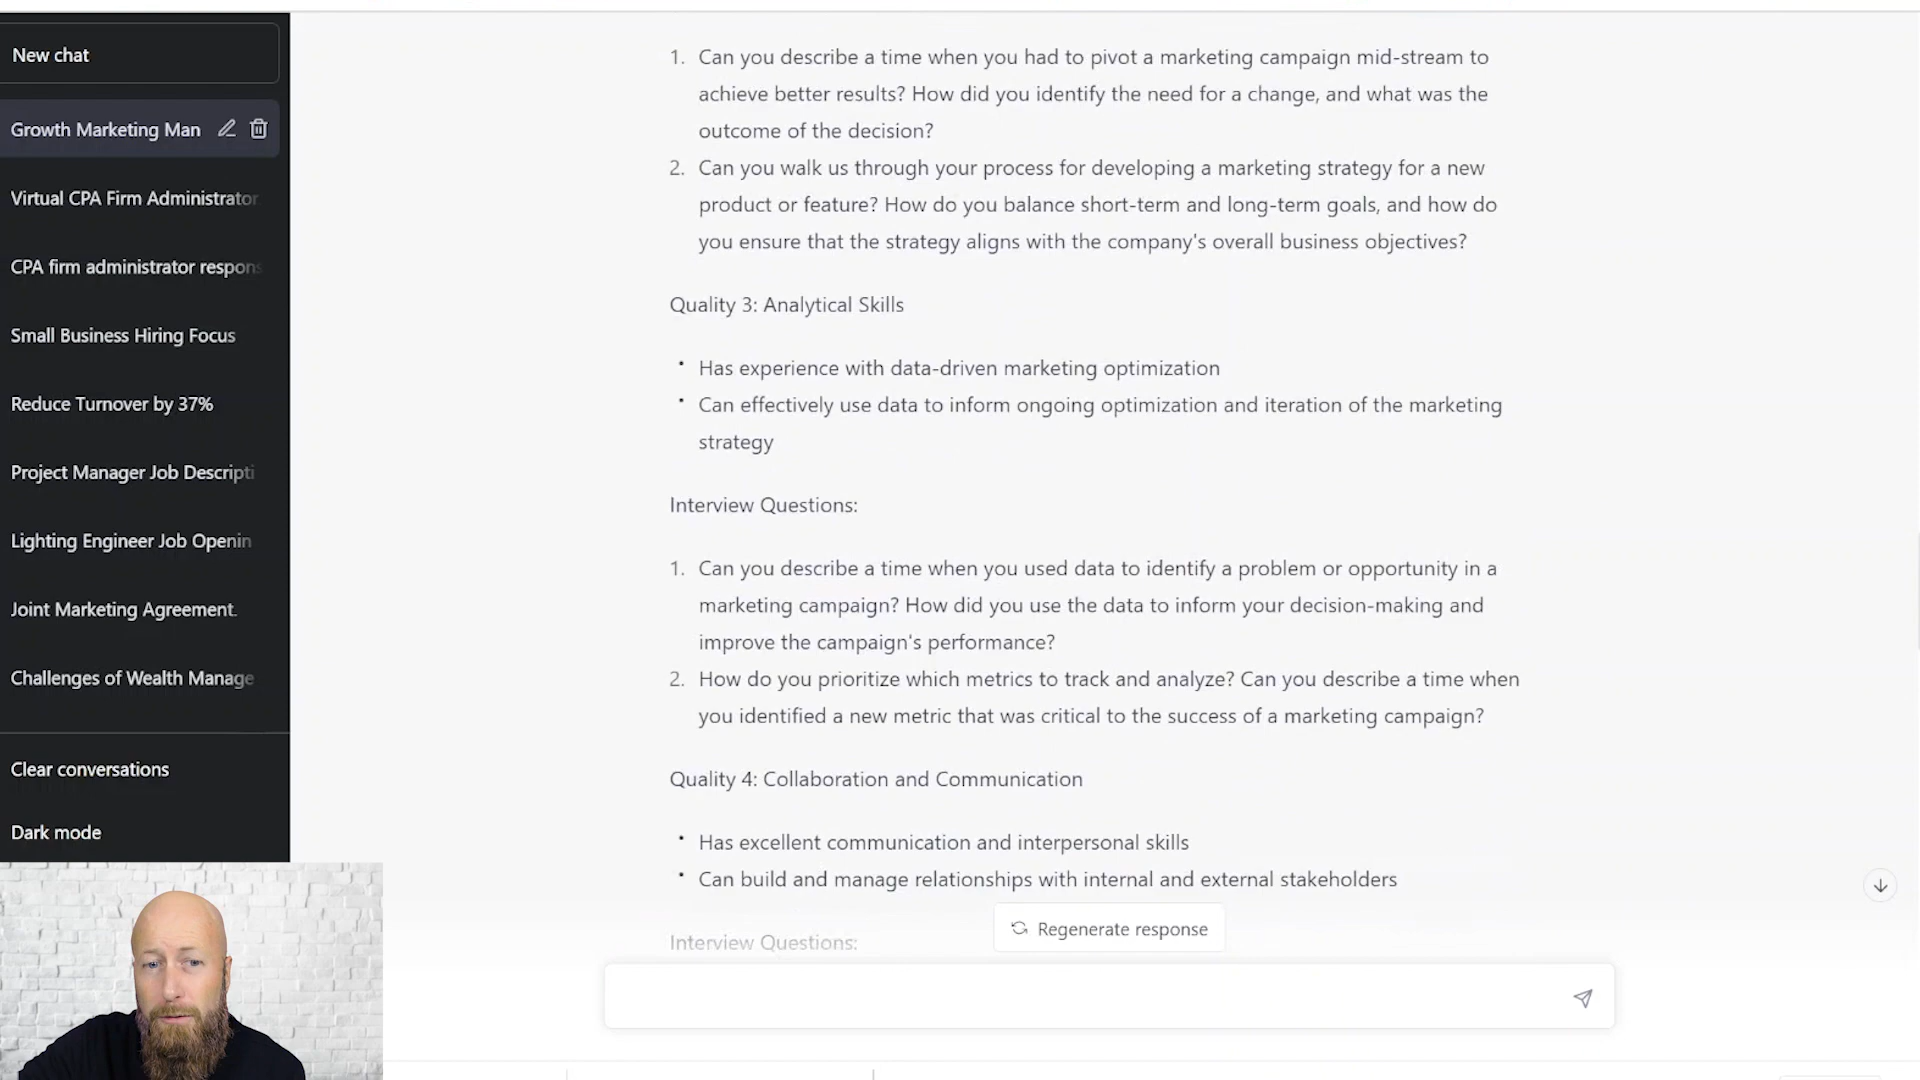 New chat
Growth Marketing Man
Virtual CPA Firm Administrator
CPA firm administrator respons
Small Business Hiring Focus
Reduce Turnover by 37%
Project Manager Job Descripti
Lighting Engineer Job Openin
Joint Marketing Agreement.
Challenges of Wealth Manage
Clear conversations
Dark mode
1. Can you describe a time when you had to pivot a marketing campaign mid-stream to
achieve better results? How did you identify the need for a change, and what was the
outcome of the decision?
2. Can you walk us through your process for developing a marketing strategy for a new
product or feature? How do you balance short-term and long-term goals, and how do
you ensure that the strategy aligns with the company's overall business objectives?
Quality 3: Analytical Skills
• Has experience with data-driven marketing optimization
• Can effectively use data to inform ongoing optimization and iteration of the marketing
strategy
Interview Questions:
1. Can you describe a time when you used data to identify a problem or opportunity in a
marketing campaign? How did you use the data to inform your decision-making and
improve the campaign's performance?
2. How do you prioritize which metrics to track and analyze? Can you describe a time when
you identified a new metric that was critical to the success of a marketing campaign?
Quality 4: Collaboration and Communication
• Has excellent communication and interpersonal skills
• Can build and manage relationships with internal and external stakeholders
Interview Questions:
Regenerate response